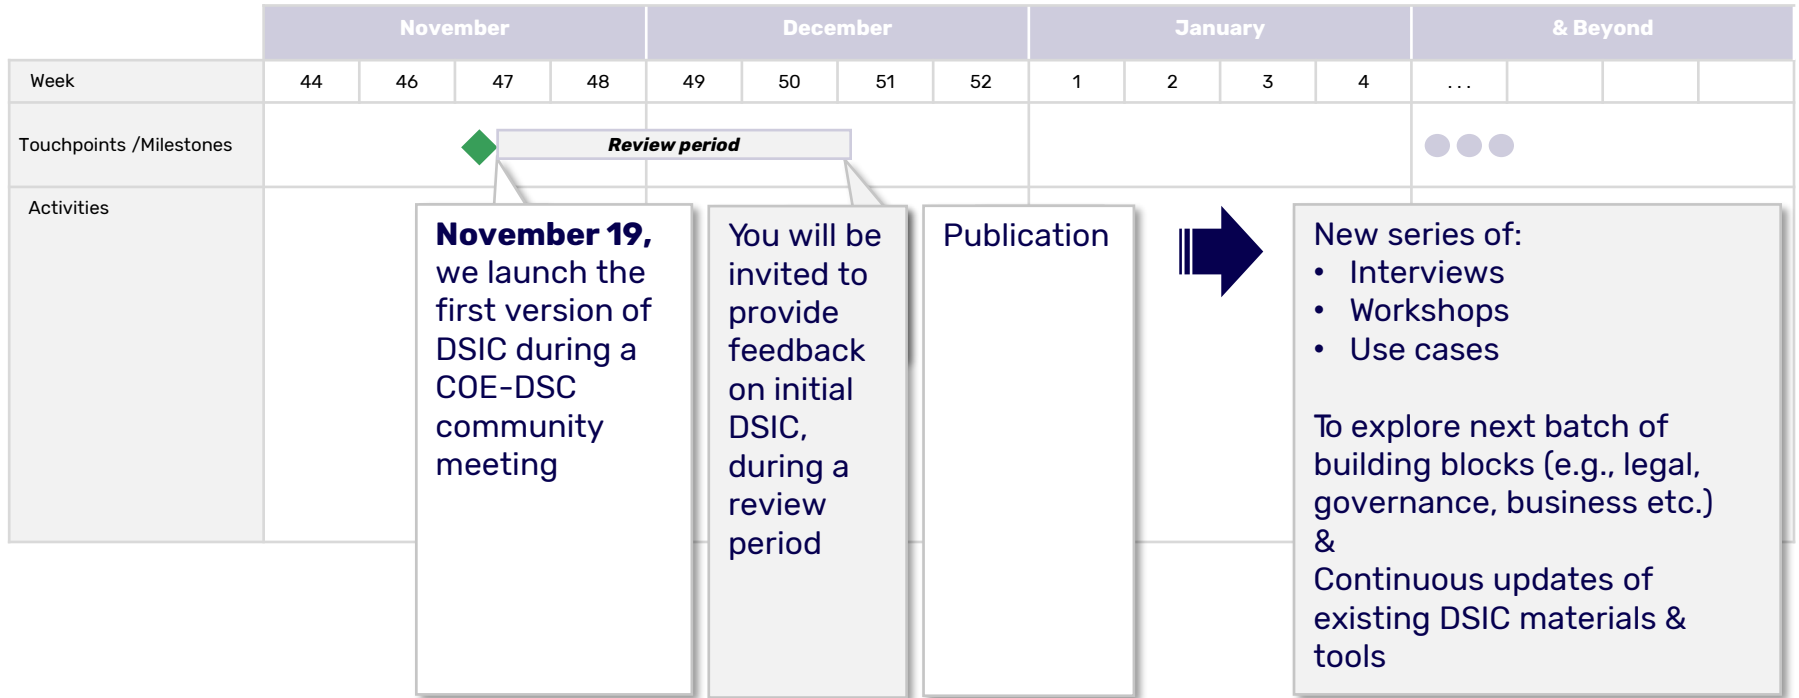 November December January & Beyond
Week 44 46 47 48 49 50 51 52 1 2 3 4 ...
Touchpoints /Milestones Review period
Activities
November 19,
we launch the
first version of
DSIC during a
COE-DSC
community
meeting
You will be
invited to
provide
feedback
on initial
DSIC,
during a
review
period
Publication
New series of:
• Interviews
• Workshops
• Use cases
To explore next batch of
building blocks (e.g., legal,
governance, business etc.)
&
Continuous updates of
existing DSIC materials &
tools